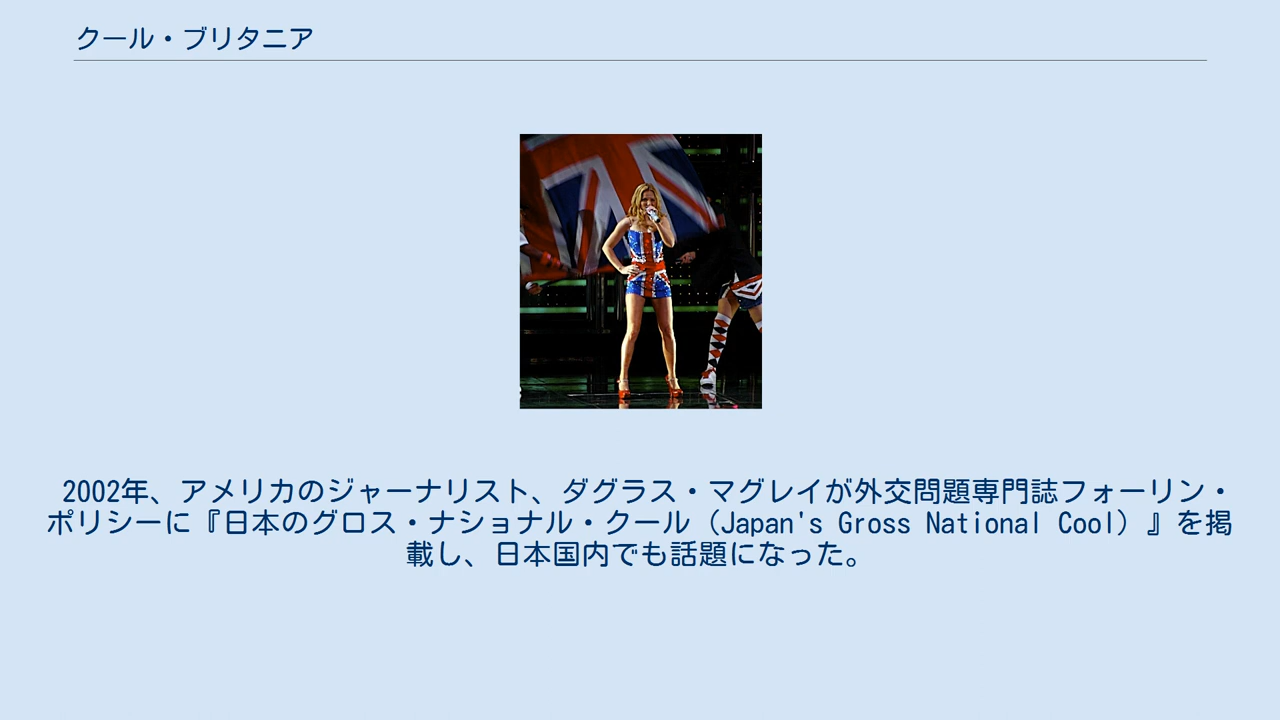 クール・ブリタニア
2002年、アメリカのジャーナリスト、ダグラス・マグレイが外交問題専門誌フォーリン・
ポリシーに『日本のグロス・ナショナル・クール（Japan's Gross National Cool）』を掲
載し、日本国内でも話題になった。